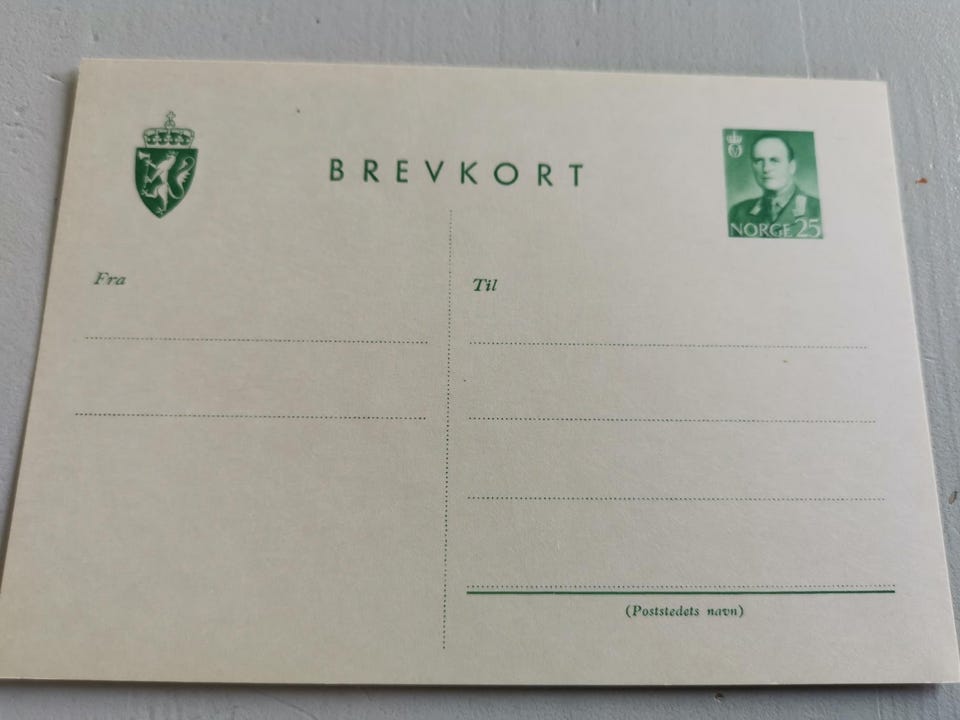 BREVKORT
NORGE 25
Fra
Til
(Poststedets navn)